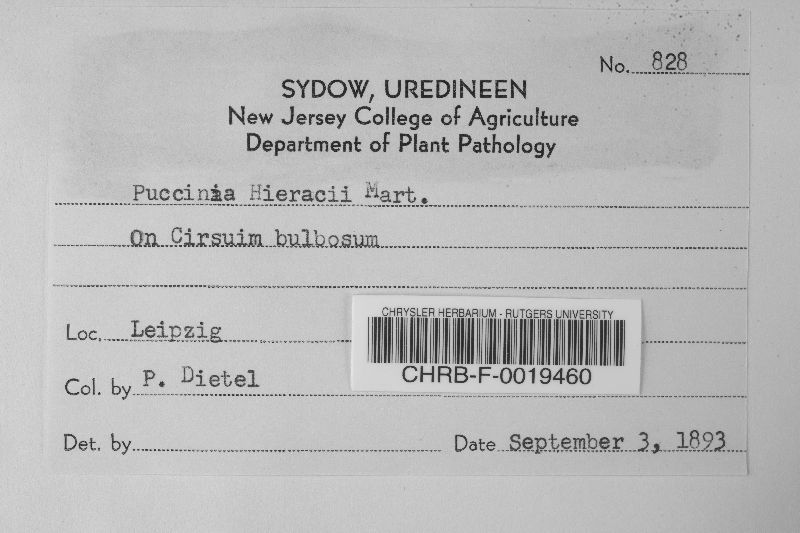 No. 828
SYDOW, UREDINEEN
New Jersey College of Agriculture
Department of Plant Pathology
Puccinia Hieracii Mart.
On Cirsuim bulbosum
Loc. Leipzig
CHRYSLER HERBARIUM - RUTGERS UNIVERSITY
CHRB-F-0019460
Col. by P. Dietel
Det. by
Date September 3, 1893